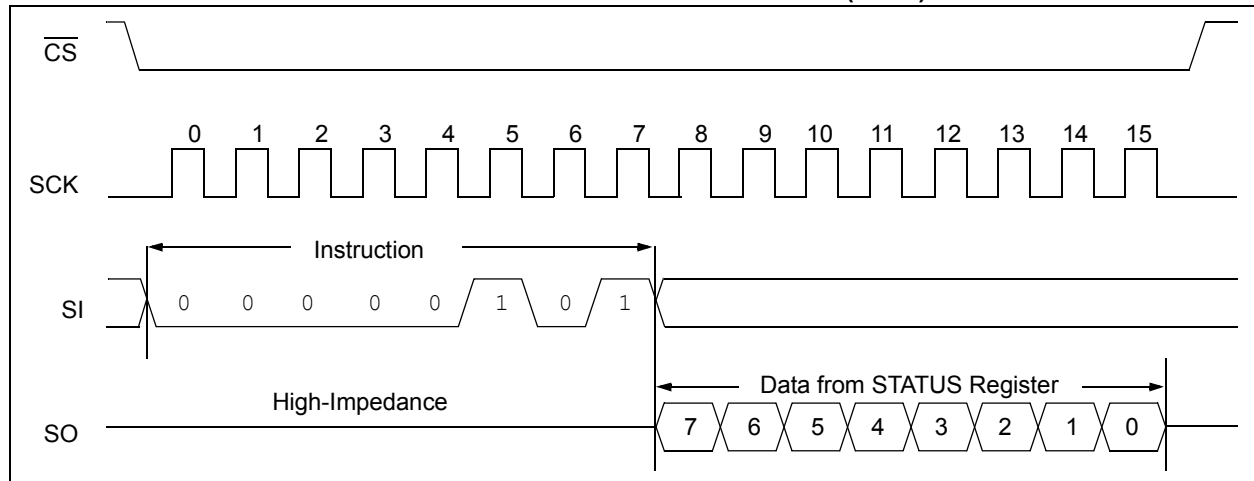 CS
0 1 2 3 4 5 6 7 8 9 10 11 12 13 14 15
SCK
Instruction
SI 0 0 0 0 0 1 0 1
Data from STATUS Register
High-Impedance
SO 7 6 5 4 3 2 1 0